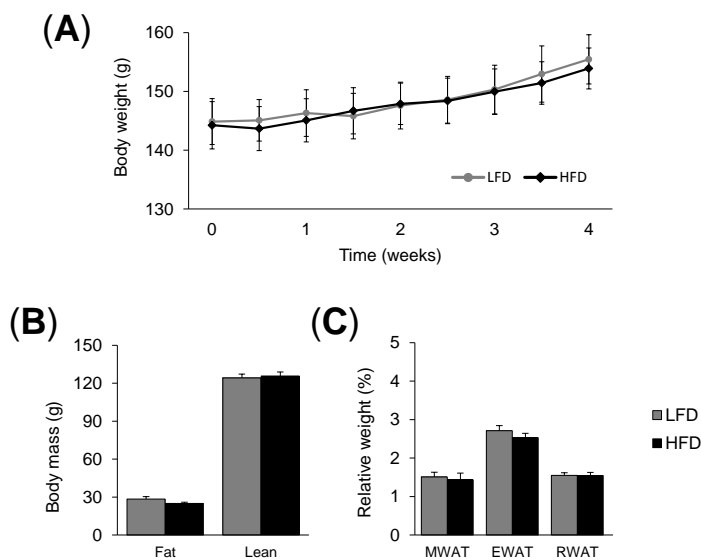 (A)
Body weight (g)
160
150
140
130
LFD HFD
0 1 2 3 4
Time (weeks)
(B)
Body mass (g)
150
120
90
60
30
0
Fat Lean
(C)
Relative weight (%)
5
4
3
2
1
0
MWAT EWAT RWAT
LFD
HFD